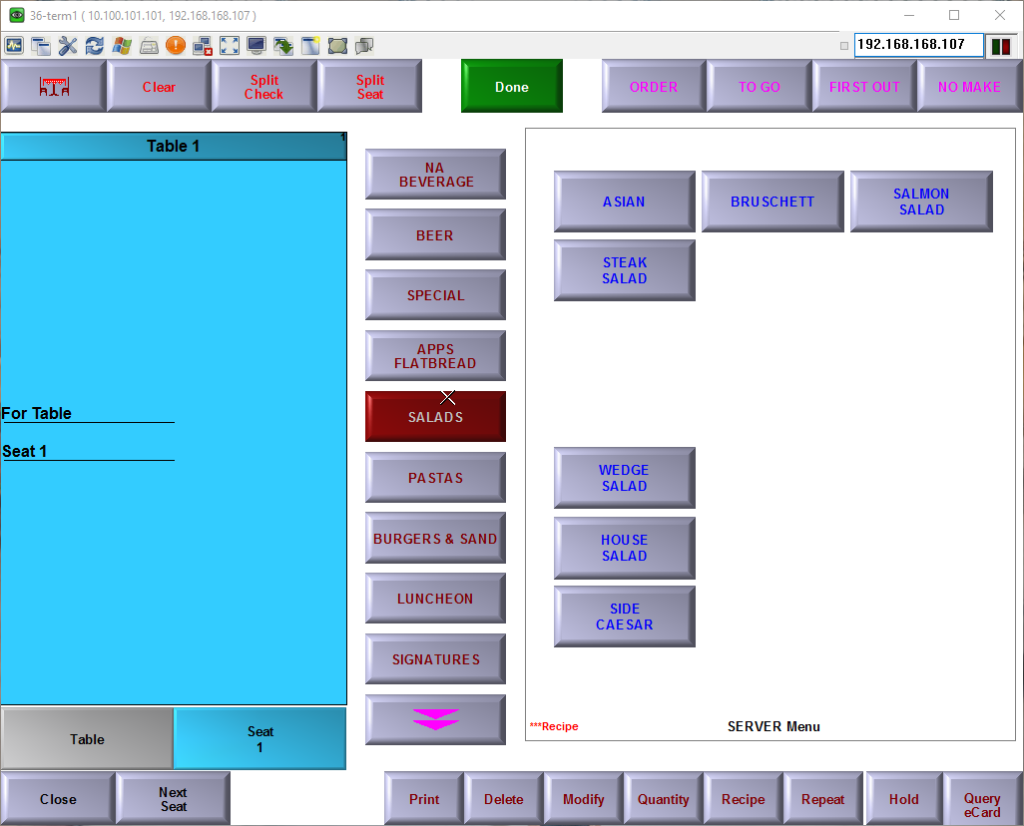 36-term1 ( 10.100.101.101, 192.168.168.107 )
192.168.168.107
Clear
Split
Check
Split
Seat
Done
ORDER
TO GO
FIRST OUT
NO MAKE
Table 1
1
For Table
Seat 1
Table
Seat
1
Close
Next
Seat
NA
BEVERAGE
BEER
SPECIAL
APPS
FLATBREAD
SALADS
PASTAS
BURGERS & SAND
LUNCHEON
SIGNATURES
ASIAN
BRUSCHETT
SALMON
SALAD
STEAK
SALAD
WEDGE
SALAD
HOUSE
SALAD
SIDE
CAESAR
***Recipe
SERVER Menu
Print
Delete
Modify
Quantity
Recipe
Repeat
Hold
Query
eCard